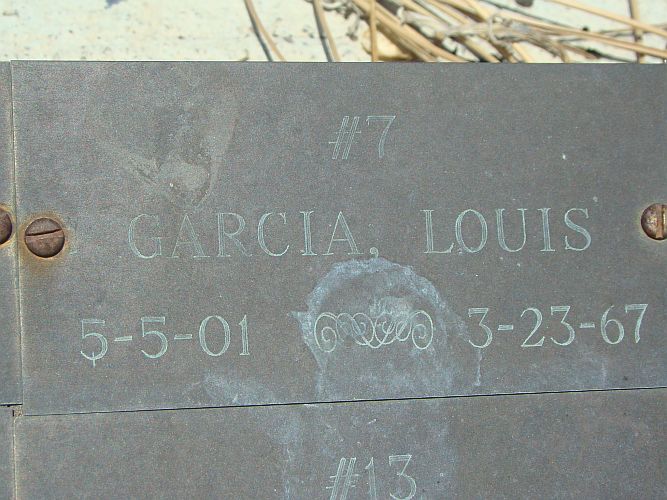 #7
GARCIA, LOUIS
5-5-01 3-23-67
#13